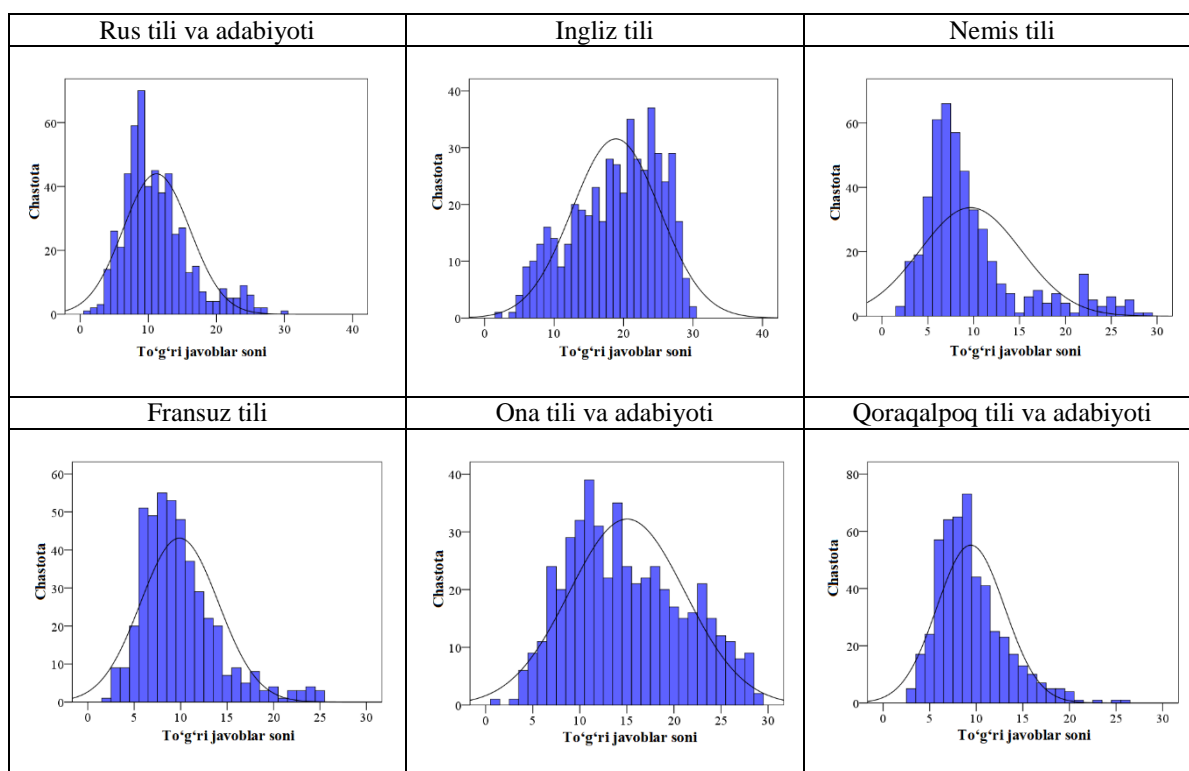 Rus tili va adabiyoti
Ingliz tili
Nemis tili
Chastota
60
40
20
0
0 10 20 30 40
To‘g‘ri javoblar soni
Chastota
40
30
20
10
0
0 10 20 30 40
To‘g‘ri javoblar soni
Chastota
60
40
20
0
0 5 10 15 20 25 30
To‘g‘ri javoblar soni
Fransuz tili
Ona tili va adabiyoti
Qoraqalpoq tili va adabiyoti
Chastota
60
50
40
30
20
10
0
0 5 10 15 20 25 30
To‘g‘ri javoblar soni
Chastota
40
30
20
10
0
0 5 10 15 20 25 30
To‘g‘ri javoblar soni
Chastota
80
60
40
20
0
0 5 10 15 20 25 30
To‘g‘ri javoblar soni